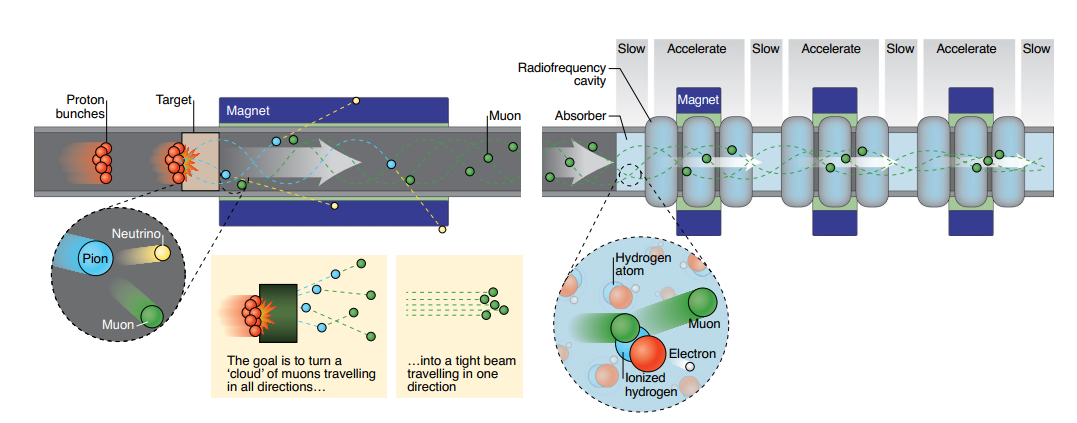 Slow
Accelerate
Slow
Accelerate
Slow
Accelerate
Slow
Radiofrequency
cavity
Proton
bunches
Target
Magnet
Muon
Absorber
Magnet
Neutrino
Pion
Muon
The goal is to turn a
‘cloud’ of muons travelling
in all directions…
…into a tight beam
travelling in one
direction
Hydrogen
atom
Muon
Electron
Ionized
hydrogen